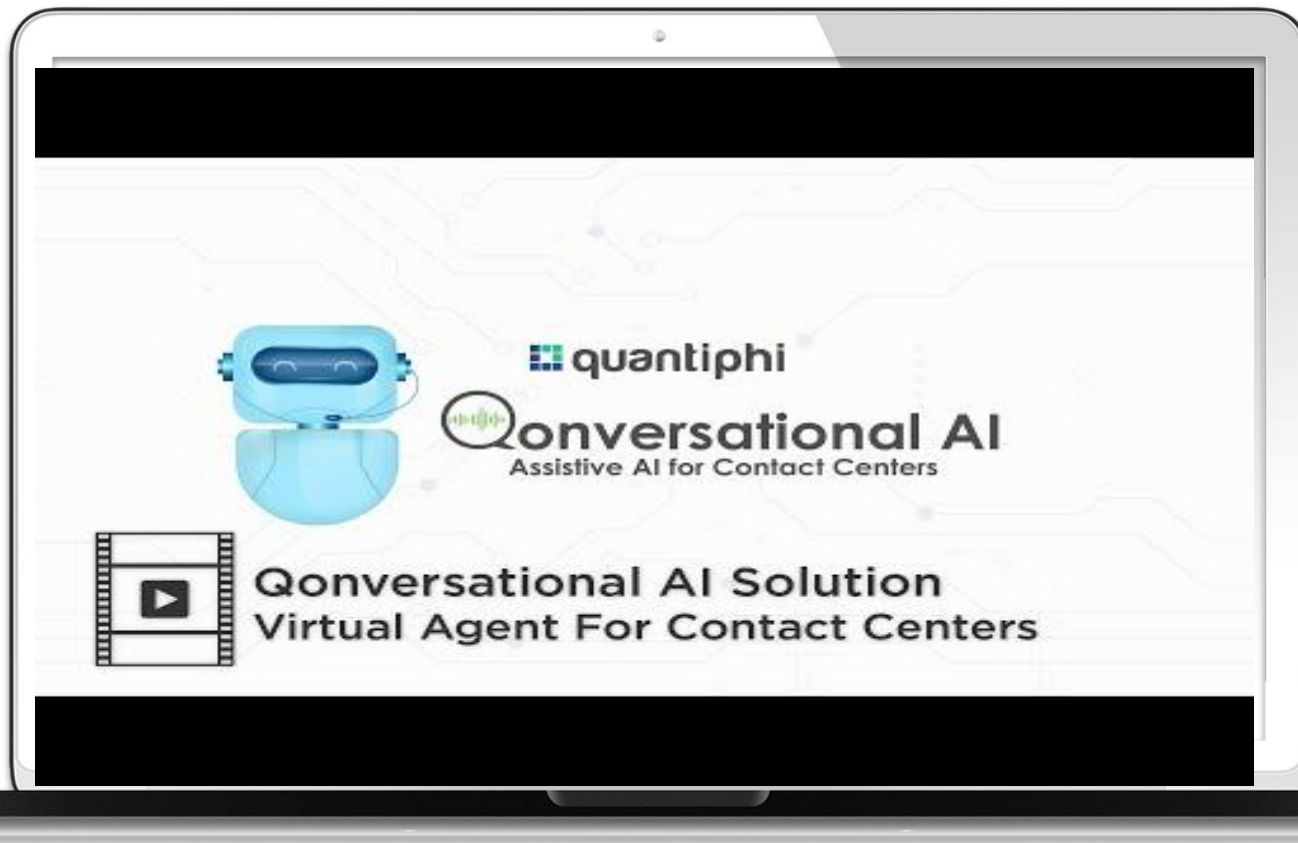 quantiphi
Qonversational AI
Assistive AI for Contact Centers
Qonversational AI Solution
Virtual Agent For Contact Centers